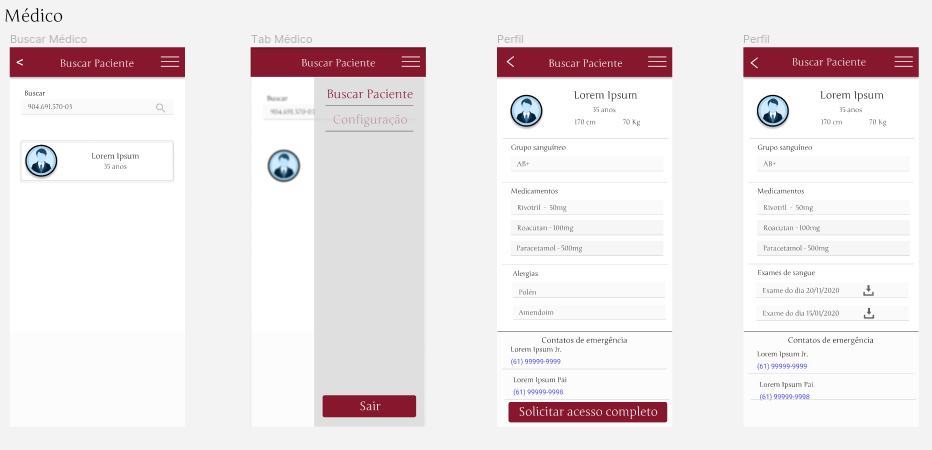 Médico
Buscar Médico
< Buscar Paciente
Buscar
904.691.570-03
Lorem Ipsum
35 anos
Tab Médico
Buscar Paciente
Buscar
904.691.570-03
Buscar Paciente
Configuração
Sair
Perfil
Buscar Paciente
Lorem Ipsum
35 anos
170 cm 70 Kg
Grupo sanguíneo
AB+
Medicamentos
Rivotril - 50mg
Roacutan - 100mg
Paracetamol - 500mg
Alergias
Polén
Amendoim
Contatos de emergência
Lorem Ipsum Jr.
(61) 99999-9999
Lorem Ipsum Pai
(61) 99999-9998
Solicitar acesso completo
Perfil
Buscar Paciente
Lorem Ipsum
35 anos
170 cm 70 Kg
Grupo sanguíneo
AB+
Medicamentos
Rivotril - 50mg
Roacutan - 100mg
Paracetamol - 500mg
Exames de sangue
Exame do dia 20/11/2020
Exame do dia 15/01/2020
Contatos de emergência
Lorem Ipsum Jr.
(61) 99999-9999
Lorem Ipsum Pai
(61) 99999-9998